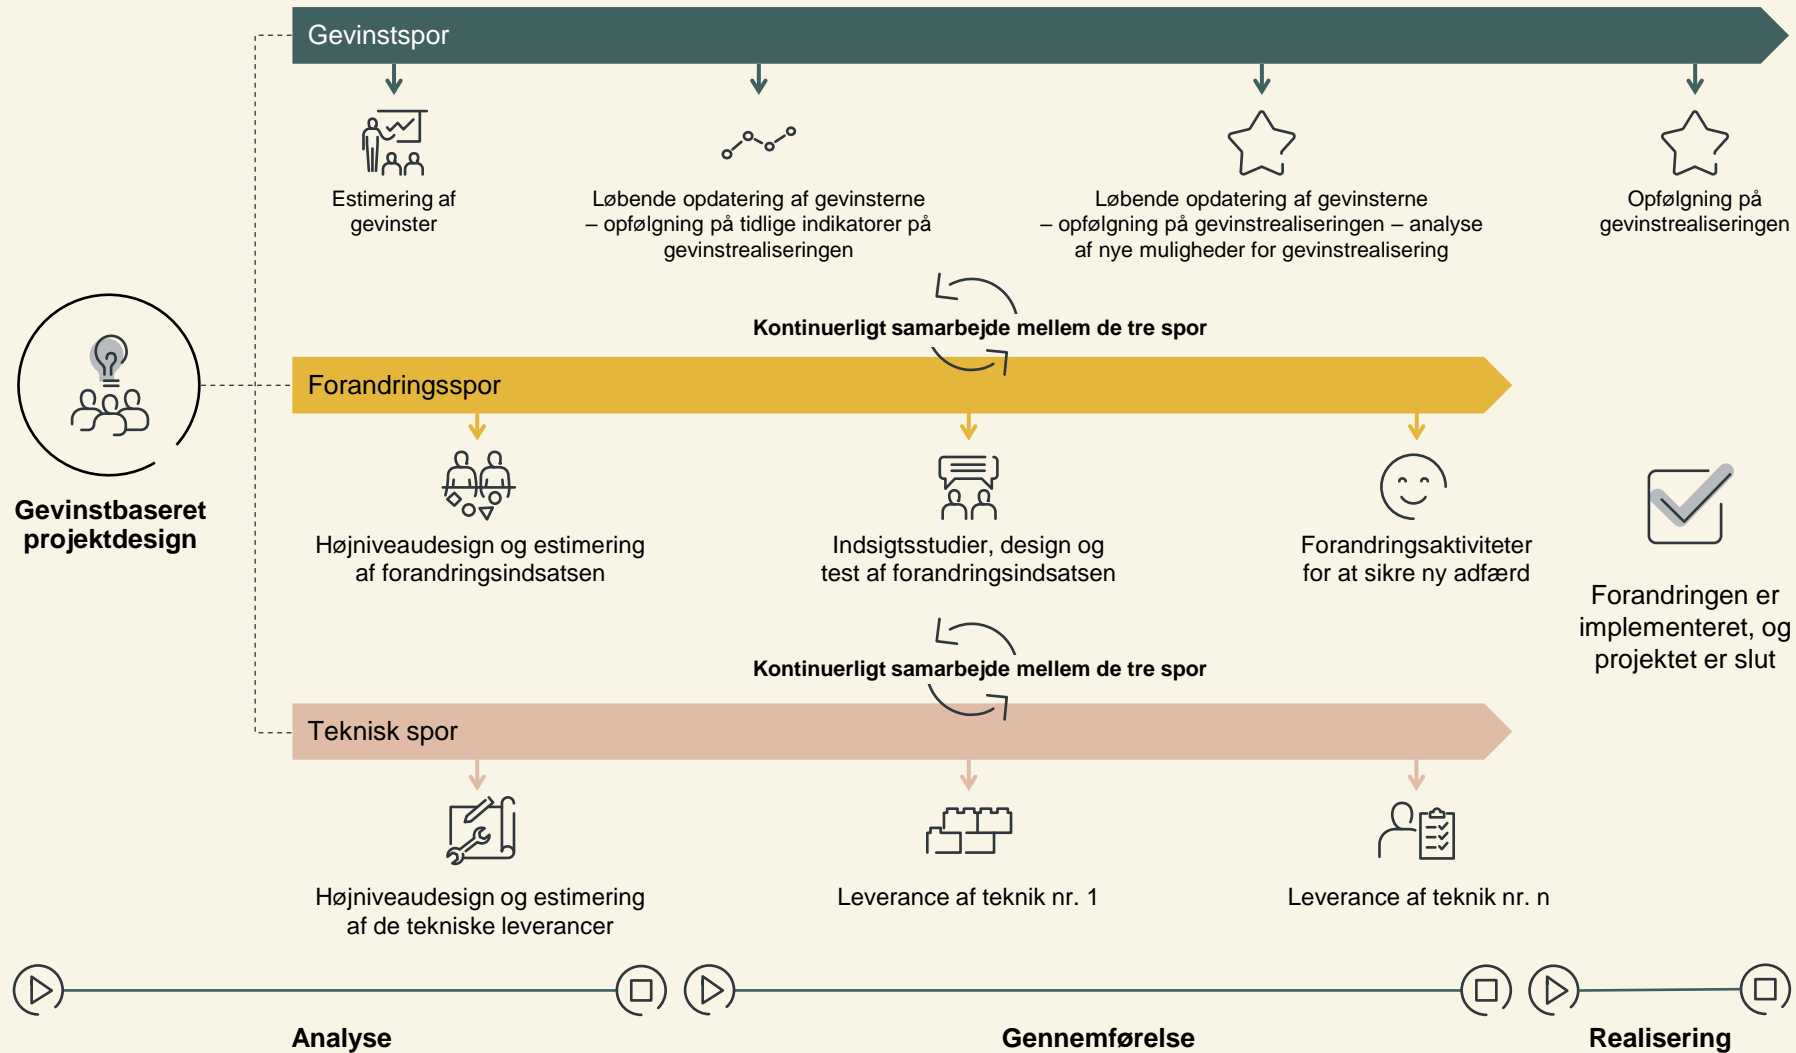 Gevinstspor
Estimering af
gevinster
Løbende opdatering af gevinsterne
– opfølgning på tidlige indikatorer på
gevinstrealiseringen
Løbende opdatering af gevinsterne
– opfølgning på gevinstrealiseringen – analyse
af nye muligheder for gevinstrealisering
Opfølgning på
gevinstrealiseringen
Kontinuerligt samarbejde mellem de tre spor
Gevinstbaseret
projektdesign
Forandringsspor
Højniveaudesign og estimering
af forandringsindsatsen
Indsigtsstudier, design og
test af forandringsindsatsen
Forandringsaktiviteter
for at sikre ny adfærd
Forandringen er
implementeret, og
projektet er slut
Kontinuerligt samarbejde mellem de tre spor
Teknisk spor
Højniveaudesign og estimering
af de tekniske leverancer
Leverance af teknik nr. 1
Leverance af teknik nr. n
Analyse
Gennemførelse
Realisering